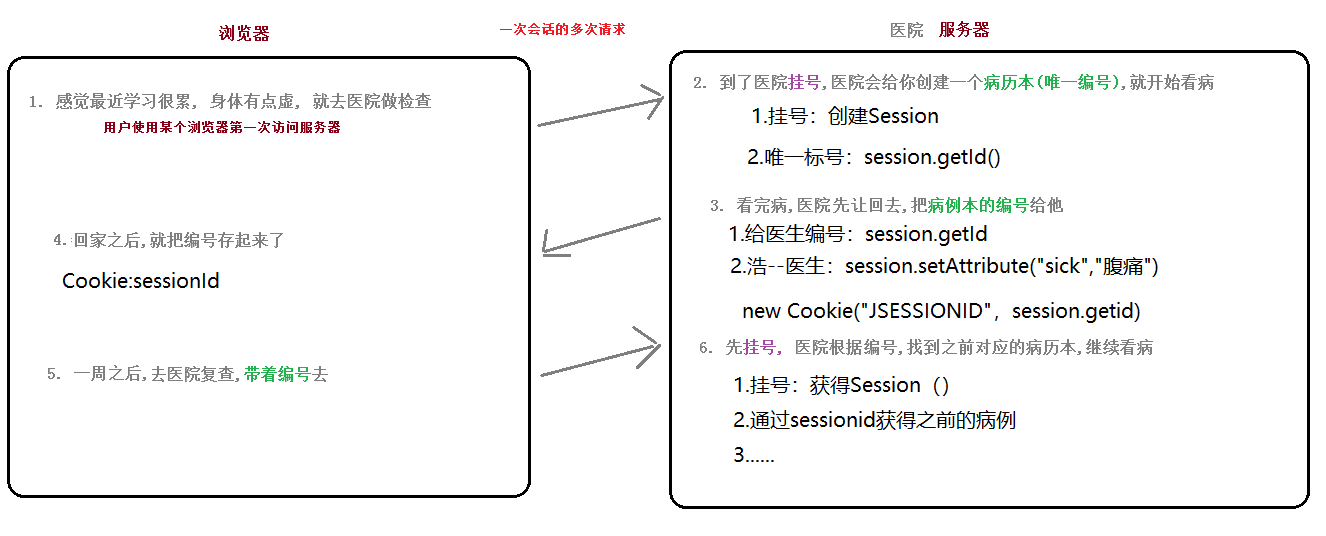 浏览器
一次会话的多次请求
医院 服务器
1. 感觉最近学习很累, 身体有点虚, 就去医院做检查
用户使用某个浏览器第一次访问服务器
2. 到了医院挂号,医院会给你创建一个病历本(唯一编号),就开始看病
1.挂号：创建Session
2.唯一标号：session.getId()
3. 看完病,医院先让回去,把病例本的编号给他
1.给医生编号：session.getId
2.浩--医生：session.setAttribute("sick","腹痛")
new Cookie("JSESSIONID"，session.getid)
4.回家之后,就把编号存起来了
Cookie:sessionId
5. 一周之后,去医院复查,带着编号去
6. 先挂号, 医院根据编号,找到之前对应的病历本,继续看病
1.挂号：获得Session（）
2.通过sessionid获得之前的病例
3......